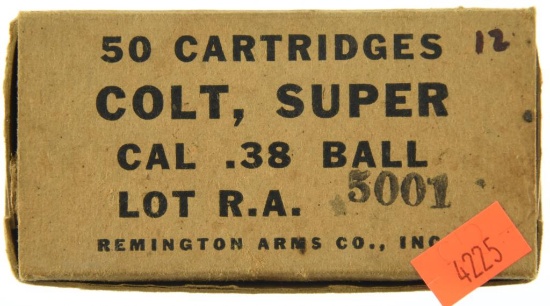 50 CARTRIDGES 12
COLT, SUPER
CAL .38 BALL
LOT R.A. 5001
REMINGTON ARMS CO., INC
4225